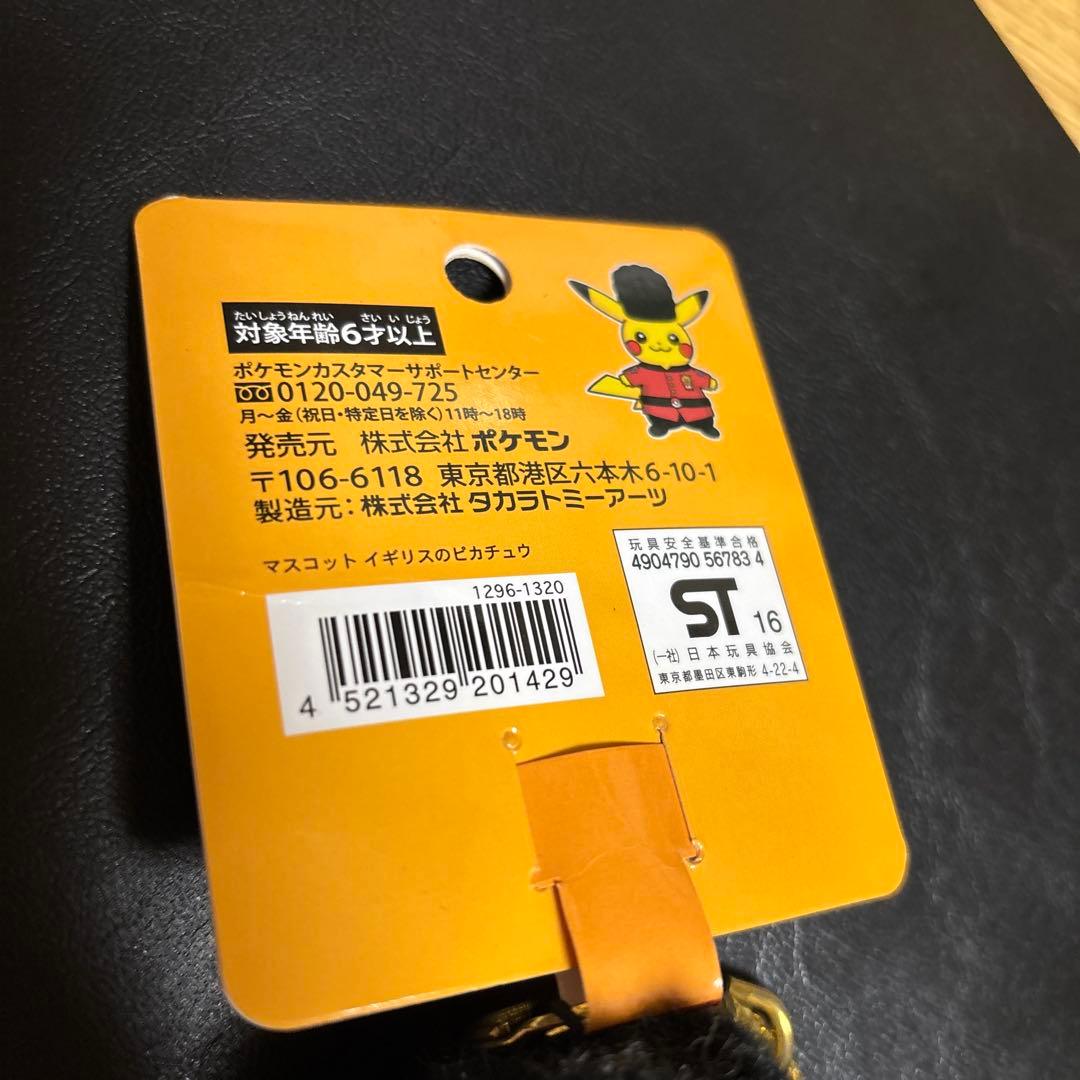 たいしょうねんれい さい いじょう
対象年齢6才以上
ポケモンカスタマーサポートセンター
0120-049-725
月～金(祝日・特定日を除く)11時～18時
発売元 株式会社ポケモン
〒106-6118 東京都港区六本木6-10-1
製造元：株式会社タカラトミーアーツ
マスコット イギリスのピカチュウ
1296-1320
4 521329 201429
玩具安全基準合格
4904790 56783 4
ST 16
(一社)日本玩具協会
東京都墨田区東駒形 4-22-4